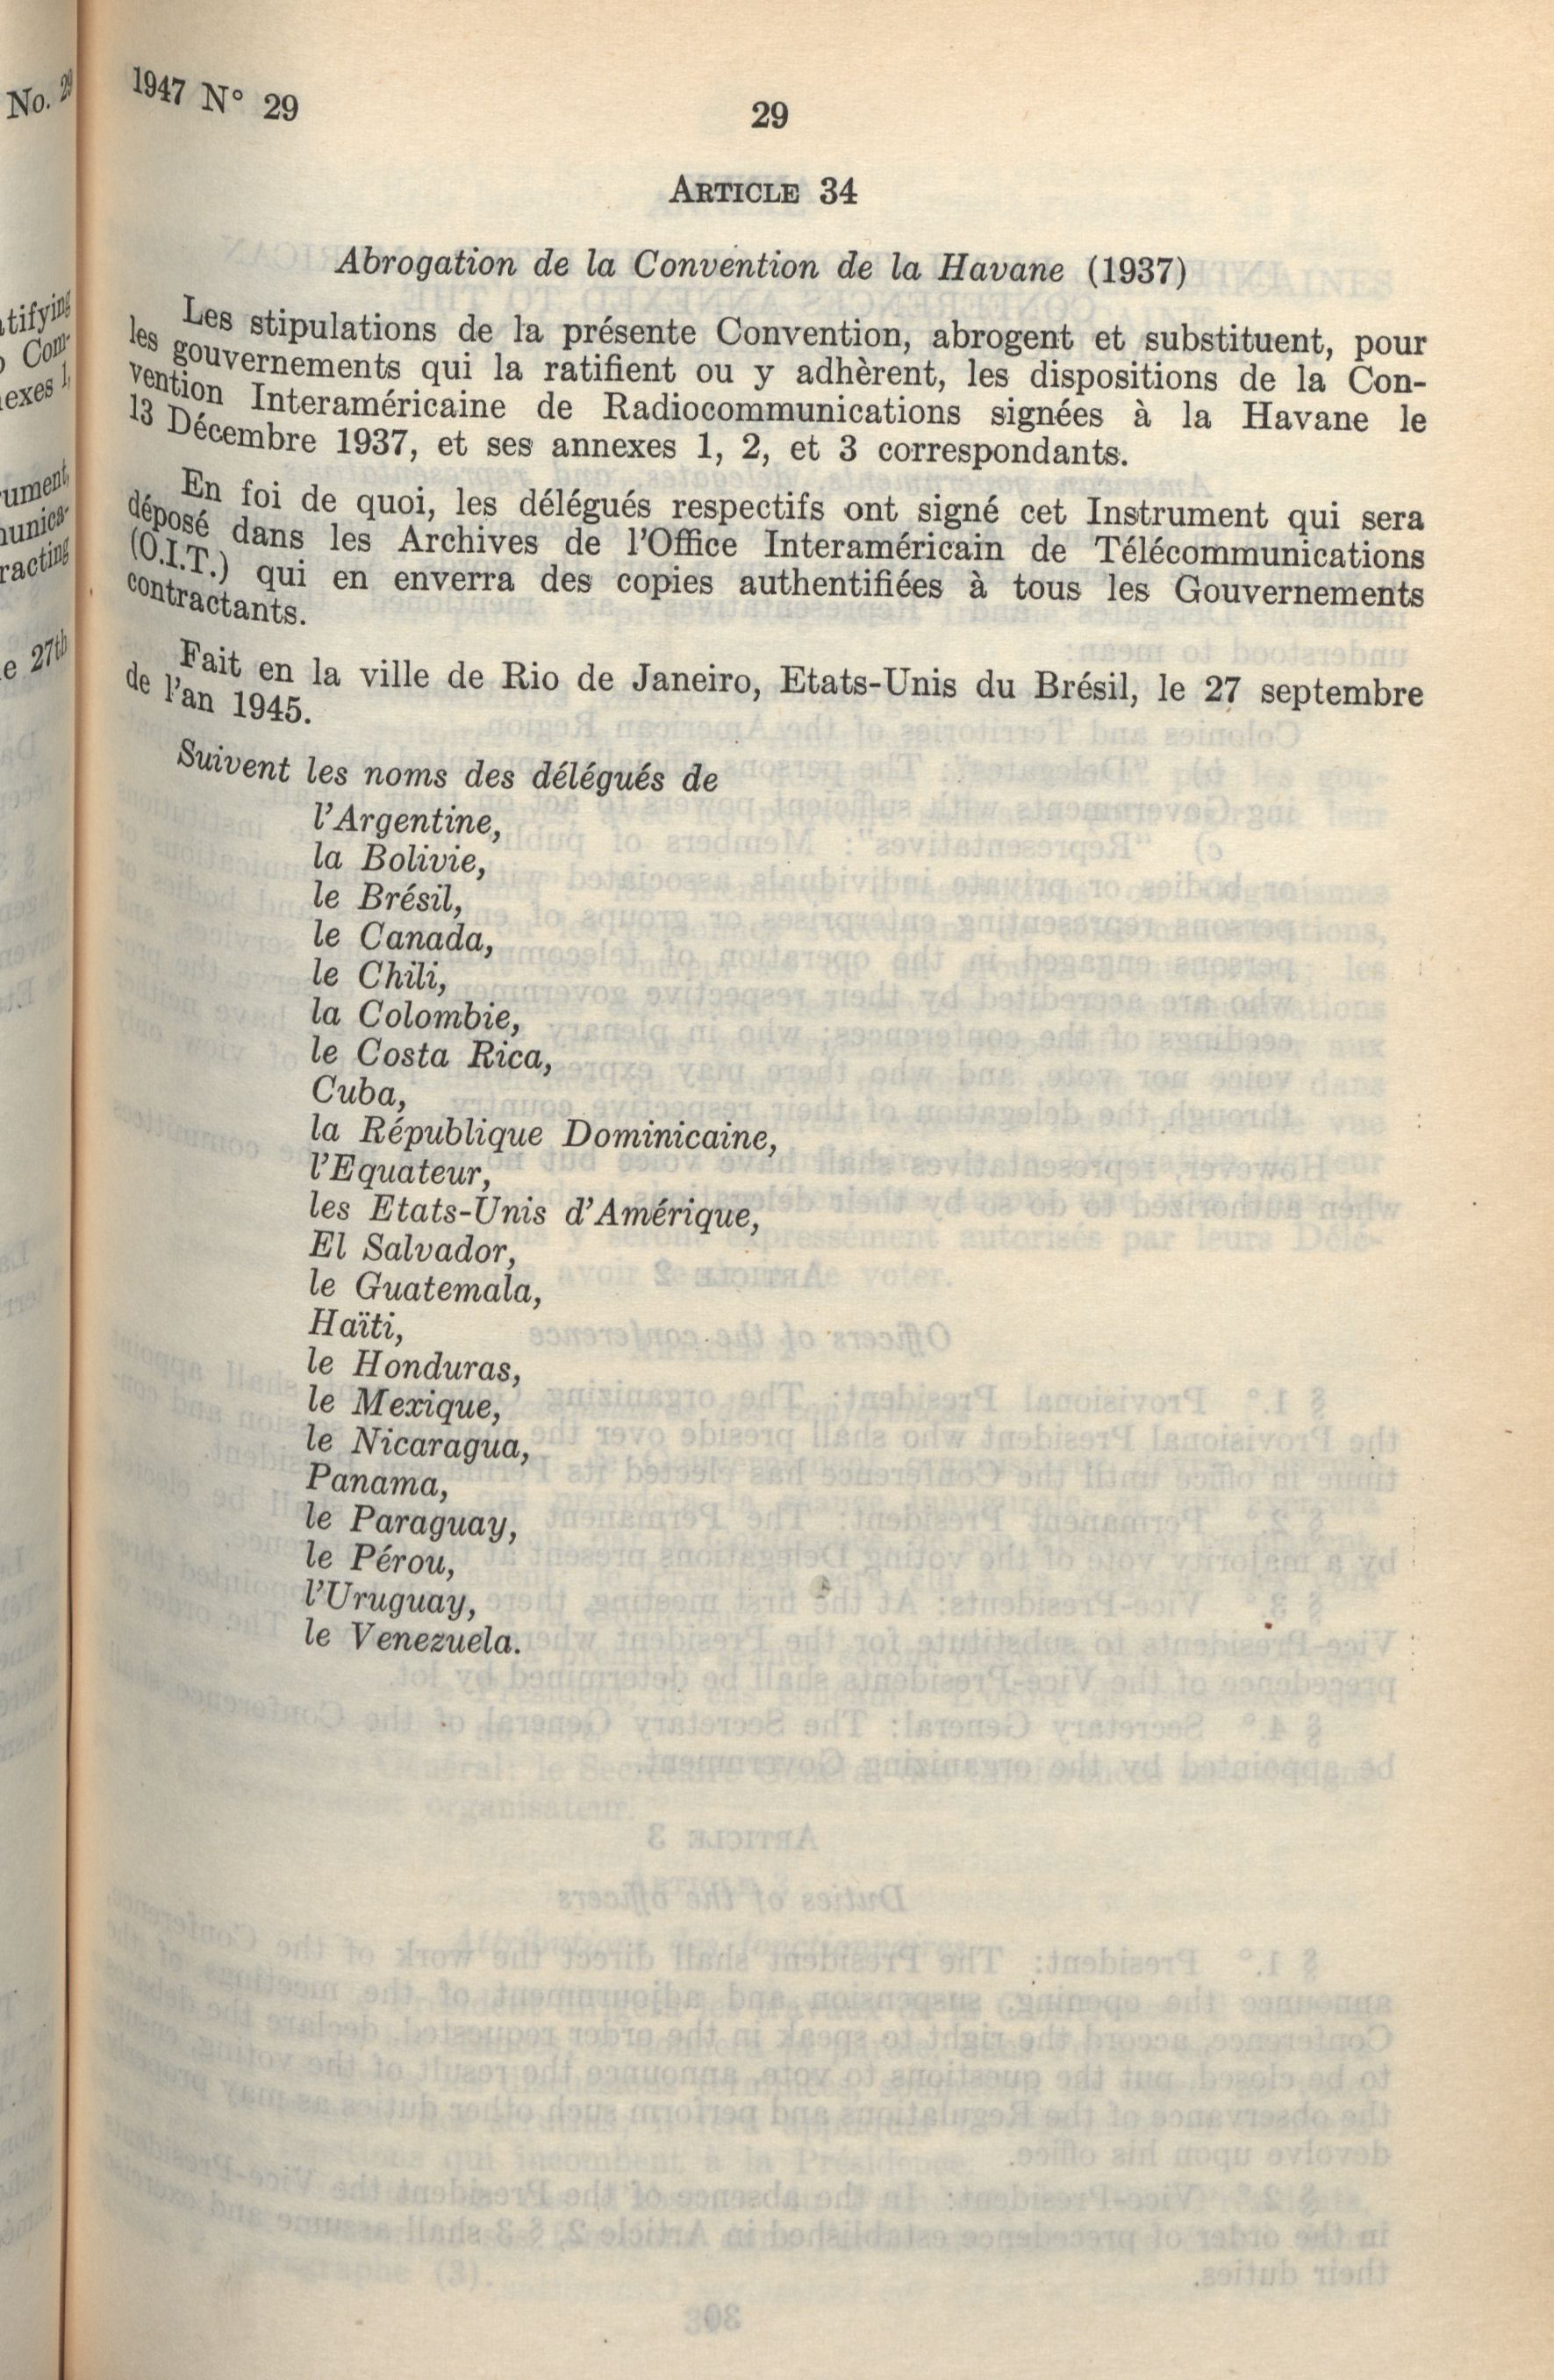 1947 N° 29
29
ARTICLE 34
Abrogation de la Convention de la Havane (1937)
Les stipulations de la présente Convention, abrogent et substituent, pour
les gouvernements qui la ratifient ou y adhèrent, les dispositions de la Con-
vention Interaméricaine de Radiocommunications signées à la Havane le
13 Décembre 1937, et ses annexes 1, 2, et 3 correspondants.
En foi de quoi, les délégués respectifs ont signé cet Instrument qui sera
déposé dans les Archives de l'Office Interaméricain de Télécommunications
(O.I.T.) qui en enverra des copies authentifiées à tous les Gouvernements
contractants.
Fait en la ville de Rio de Janeiro, Etats-Unis du Brésil, le 27 septembre
de l'an 1945.
Suivent les noms des délégués de
l'Argentine,
la Bolivie,
le Brésil,
le Canada,
le Chili,
la Colombie,
le Costa Rica,
Cuba,
la République Dominicaine,
l'Equateur,
les Etats-Unis d'Amérique,
El Salvador,
le Guatemala,
Haïti,
le Honduras,
le Mexique,
le Nicaragua,
Panama,
le Paraguay,
le Pérou,
l'Uruguay,
le Venezuela.